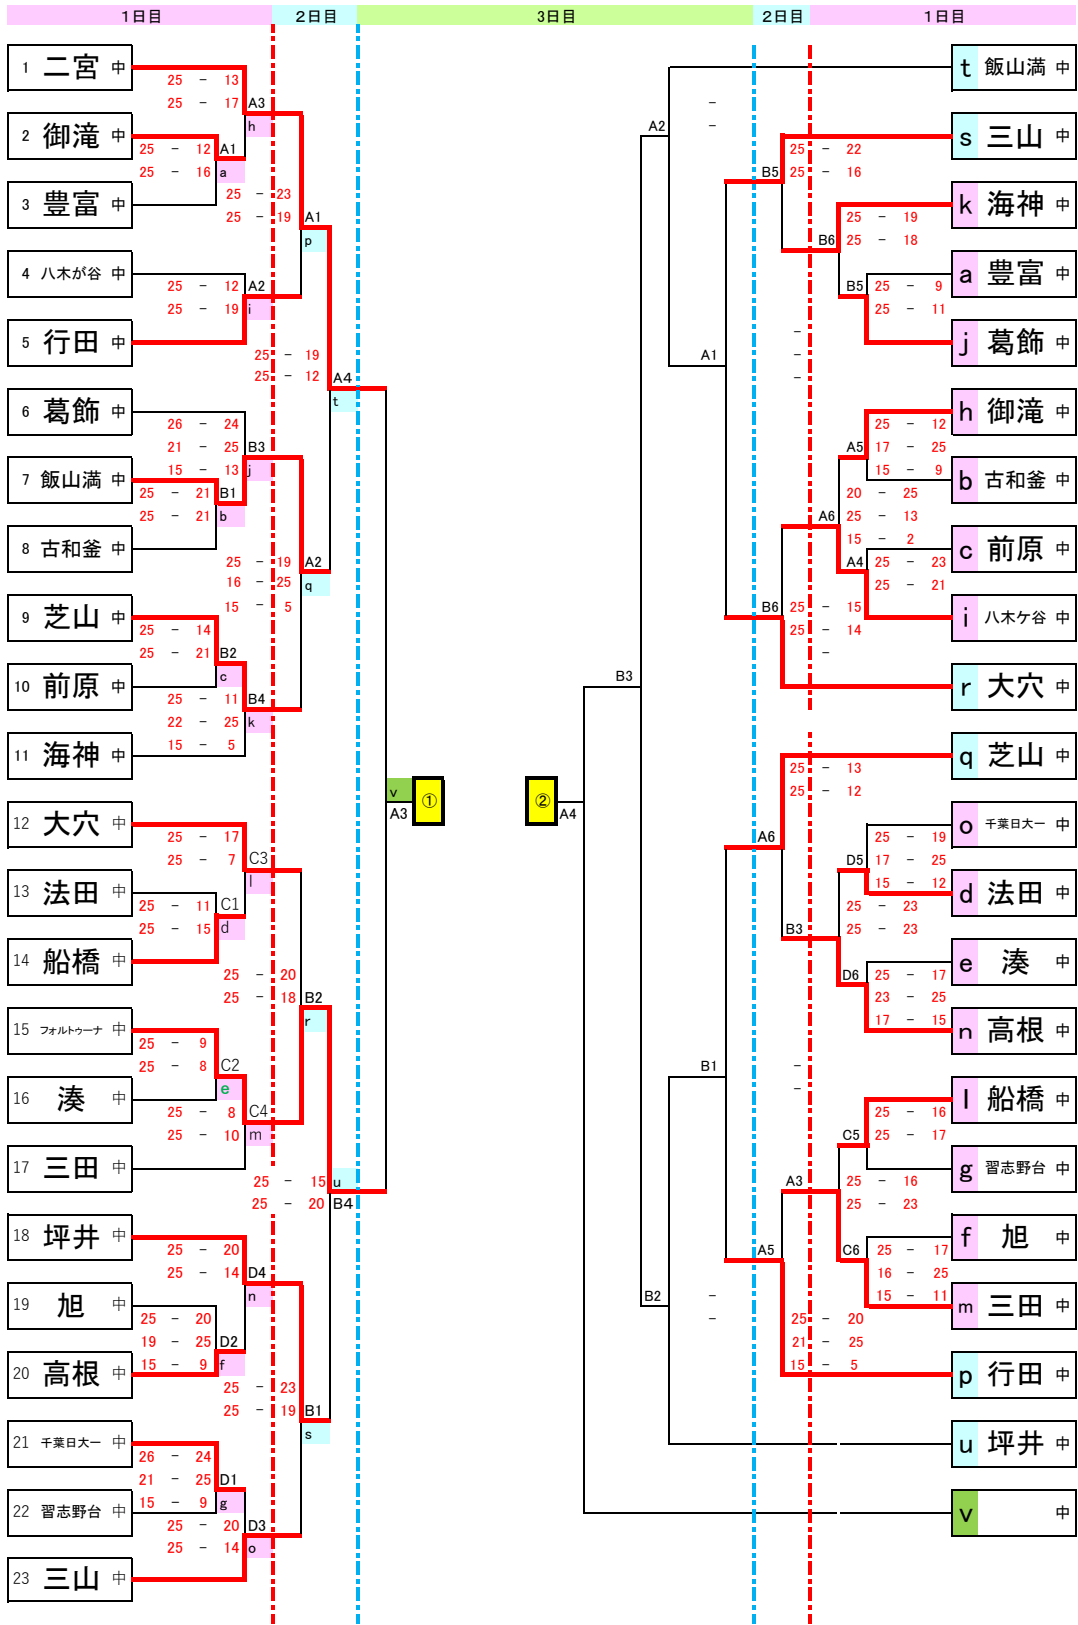 1日目 2日目 3日目 2日目 1日目
1 二宮 中
25 － 13
25 － 17 A3
h
2 御滝 中
25 － 12 A1
25 － 16 a
3 豊富 中
25 － 23
25 － 19 A1
p
4 八木が谷 中
25 － 12 A2
25 － 19 i
5 行田 中
25 － 19
25 － 12 A4
t
6 葛飾 中
26 － 24
21 － 25 B3
15 － 13 j
7 飯山満 中
25 － 21 B1
25 － 21 b
8 古和釜 中
25 － 19 A2
16 － 25 q
15 － 5
9 芝山 中
25 － 14
25 － 21 B2
c
10 前原 中
25 － 11 B4
22 － 25 k
15 － 5
11 海神 中
v
A3
①
12 大穴 中
25 － 17
25 － 7 C3
l
13 法田 中
25 － 11 C1
25 － 15 d
14 船橋 中
25 － 20
25 － 18 B2
r
15 フォルトゥーナ 中
25 － 9
25 － 8 C2
e
16 湊 中
25 － 8 C4
25 － 10 m
17 三田 中
25 － 15 u
25 － 20 B4
18 坪井 中
25 － 20
25 － 14 D4
n
19 旭 中
25 － 20
19 － 25 D2
15 － 9 f
20 高根 中
25 － 23
25 － 19 B1
s
21 千葉日大一 中
26 － 24
21 － 25 D1
15 － 9 g
22 習志野台 中
25 － 20 D3
25 － 14 o
23 三山 中
t 飯山満 中
－
A2 －
s 三山 中
25 － 22
B5 25 － 16
k 海神 中
25 － 19
B6 25 － 18
a 豊富 中
B5 25 － 9
25 － 11
j 葛飾 中
－
A1 －
－
h 御滝 中
25 － 12
A5 17 － 25
15 － 9
b 古和釜 中
20 － 25
A6 25 － 13
15 － 2
c 前原 中
A4 25 － 23
25 － 21
i 八木ケ谷 中
B6 25 － 15
25 － 14
－
r 大穴 中
B3
q 芝山 中
25 － 13
25 － 12
②
A4
o 千葉日大一 中
A6 25 － 19
D5 17 － 25
15 － 12
d 法田 中
25 － 23
B3 25 － 23
e 湊 中
D6 25 － 17
23 － 25
17 － 15
n 高根 中
B1 －
－
l 船橋 中
25 － 16
C5 25 － 17
g 習志野台 中
A3 25 － 16
25 － 23
f 旭 中
A5 C6 25 － 17
16 － 25
15 － 11
m 三田 中
B2 －
－
25 － 20
21 － 25
15 － 5
p 行田 中
u 坪井 中
v 中